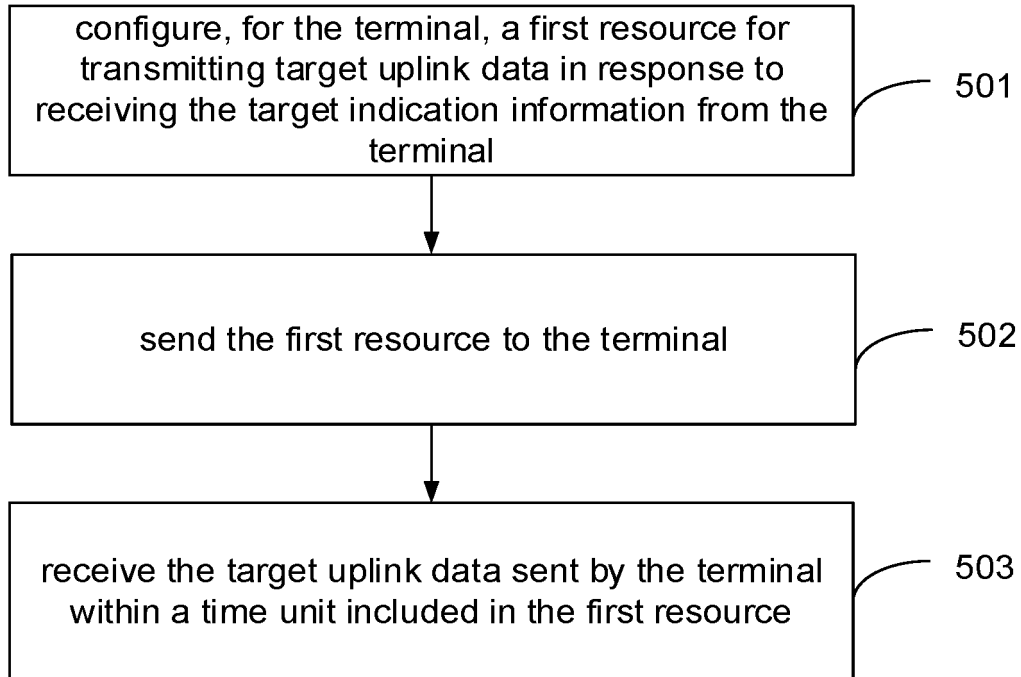 configure, for the terminal, a first resource for
transmitting target uplink data in response to
receiving the target indication information from the
terminal
501
send the first resource to the terminal
502
receive the target uplink data sent by the terminal
within a time unit included in the first resource
503